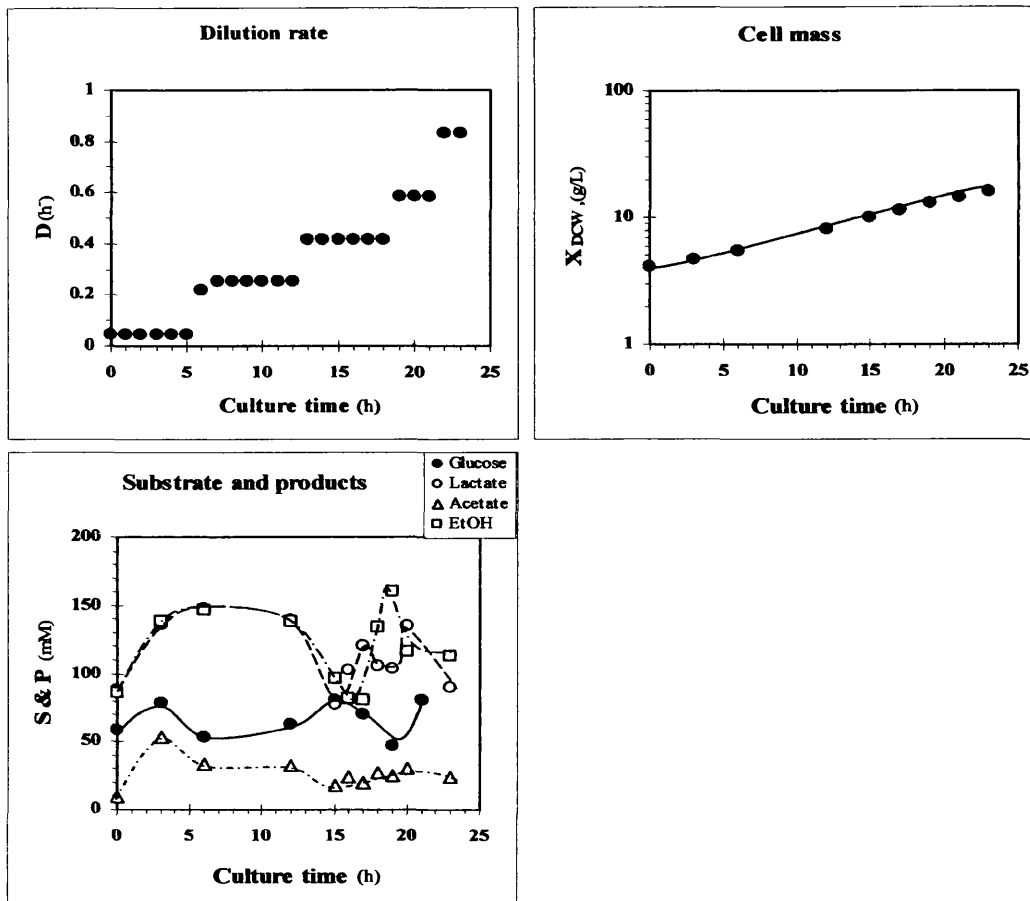 Dilution rate
D (h⁻)
1
0.8
0.6
0.4
0.2
0
0 5 10 15 20 25
Culture time (h)
Cell mass
X DCW, (g/L)
100
10
1
0 5 10 15 20 25
Culture time (h)
Substrate and products
Glucose
Lactate
Acetate
EtOH
S & P (mM)
200
150
100
50
0
0 5 10 15 20 25
Culture time (h)